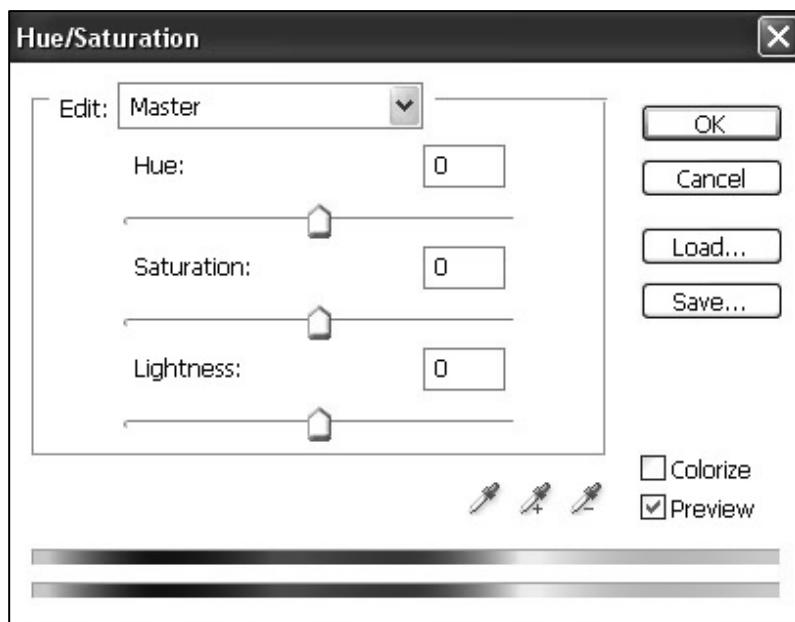 Hue/Saturation
Edit: Master
OK
Hue: 0
Cancel
Load...
Saturation: 0
Save...
Lightness: 0
Colorize
Preview